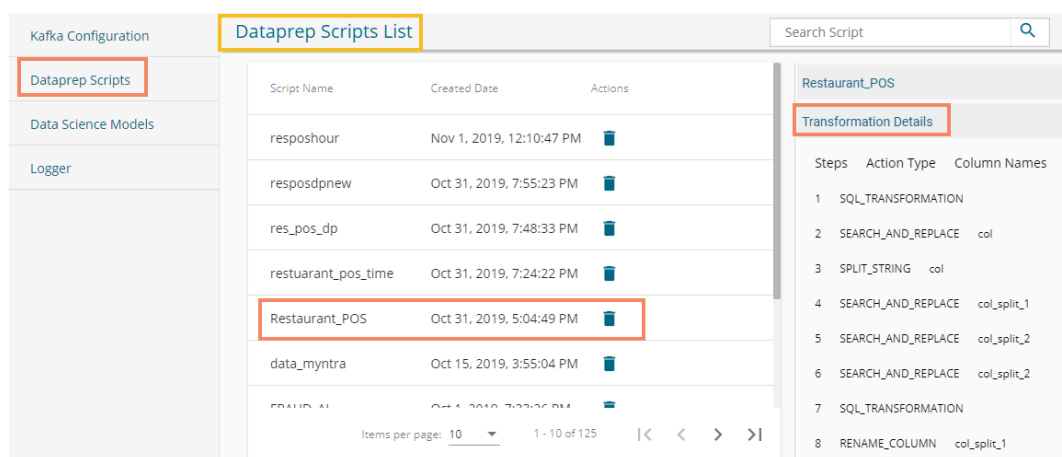 Kafka Configuration
Dataprep Scripts
Data Science Models
Logger
Dataprep Scripts List
Search Script
Script Name Created Date Actions
resposhour Nov 1, 2019, 12:10:47 PM
resposdpnew Oct 31, 2019, 7:55:23 PM
res_pos_dp Oct 31, 2019, 7:48:33 PM
restuarant_pos_time Oct 31, 2019, 7:24:22 PM
Restaurant_POS Oct 31, 2019, 5:04:49 PM
data_myntra Oct 15, 2019, 3:55:04 PM
Items per page: 10 1 - 10 of 125
Restaurant_POS
Transformation Details
Steps Action Type Column Names
1 SQL_TRANSFORMATION
2 SEARCH_AND_REPLACE col
3 SPLIT_STRING col
4 SEARCH_AND_REPLACE col_split_1
5 SEARCH_AND_REPLACE col_split_2
6 SEARCH_AND_REPLACE col_split_2
7 SQL_TRANSFORMATION
8 RENAME_COLUMN col_split_1